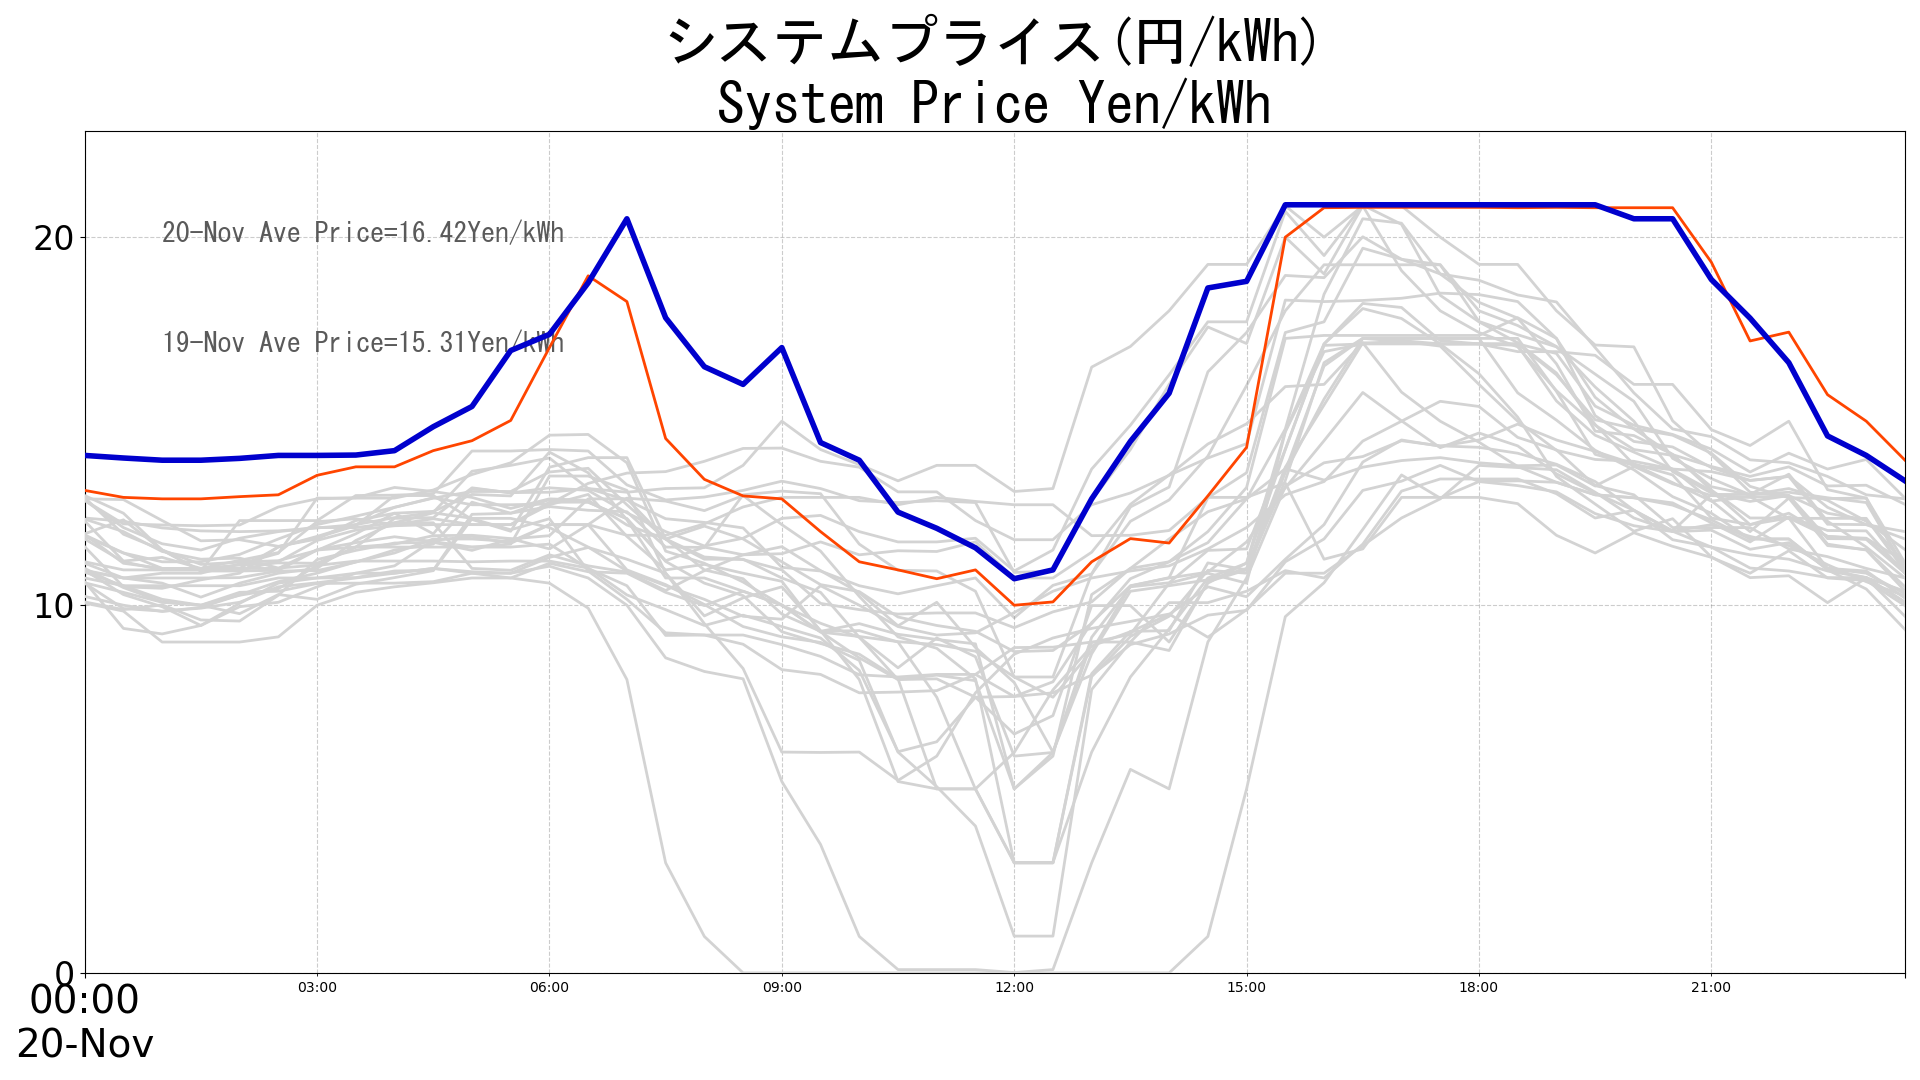 システムプライス(円/kWh)
System Price Yen/kWh
20-Nov Ave Price=16.42Yen/kWh
19-Nov Ave Price=15.31Yen/kWh
20
10
0
00:00
20-Nov
03:00
06:00
09:00
12:00
15:00
18:00
21:00